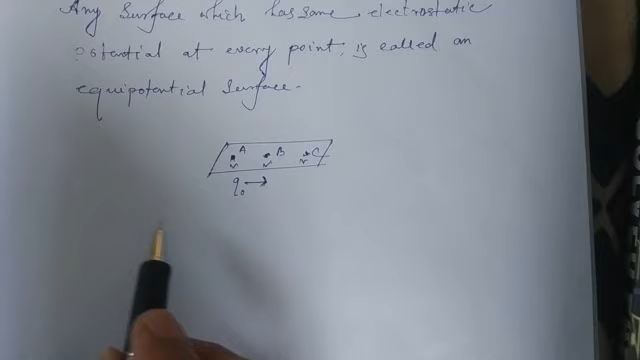 Any Surface which has same electrostatic
potential at every point, is called an
equipotential Surface.
A B C
V V V
q₀ →